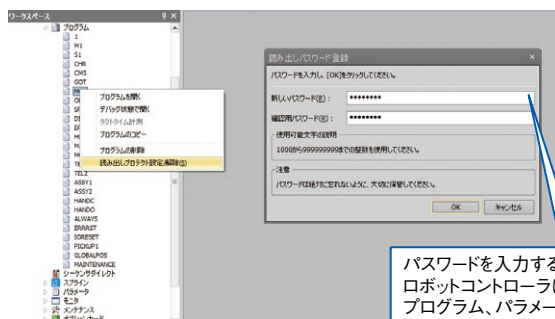 ワークスペース
プログラム
1
M1
S1
CHR
CMS
GOT
プログラムを開く
デバッグ状態で開く
タクトタイム計測
プログラムのコピー
プログラムの削除
読み出しプロテクト設定/解除(S)
TEL2
ASSY1
ASSY2
HANDC
HANDO
ALWAYS
ERRRST
IORESET
PICKUP1
GLOBALPOS
MAINTENANCE
シーケンサダイレクト
スプライン
パラメータ
モニタ
メンテナンス
オプションカード
読み出しパスワード登録
パスワードを入力し、[OK]をクリックしてください。
新しいパスワード(P): ********
確認用パスワード(R): ********
使用可能文字の説明
1000から999999999までの整数を使用してください。
注意
パスワードは絶対に忘れないように、大切に保管してください。
OK キャンセル
パスワードを入力する
ロボットコントローラ
プログラム、パラメー